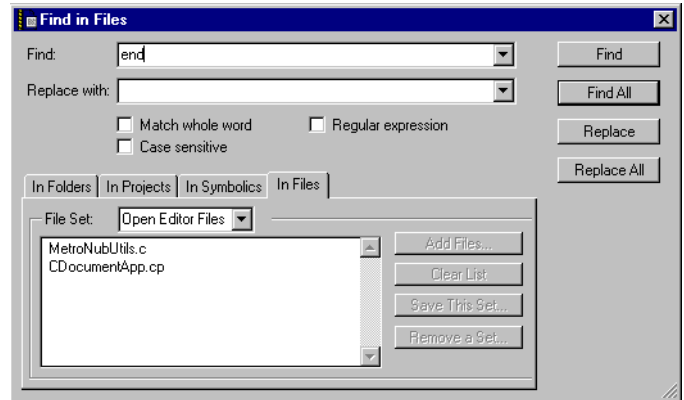 Find in Files
Find: end Find
Replace with: Find All
Match whole word Regular expression Replace
Case sensitive
Replace All
In Folders In Projects In Symbolics In Files
File Set: Open Editor Files
MetroNubUtils.c Add Files...
CDocumentApp.cp
Clear List
Save This Set...
Remove a Set...